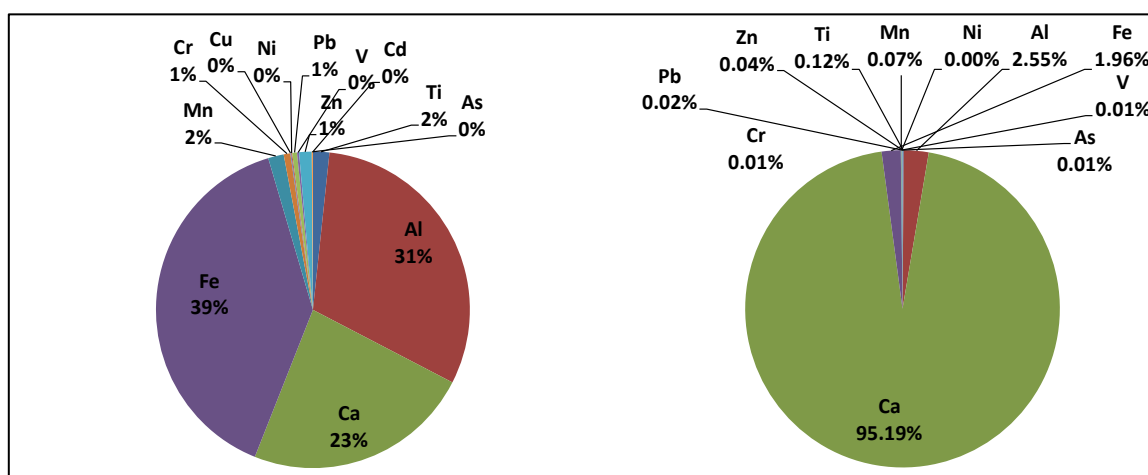 Cr
1%
Cu
0%
Ni
0%
Pb
1%
V
0%
Cd
0%
Mn
2%
Zn
1%
Ti
2%
As
0%
Al
31%
Fe
39%
Ca
23%
Pb
0.02%
Zn
0.04%
Ti
0.12%
Mn
0.07%
Ni
0.00%
Al
2.55%
Fe
1.96%
V
0.01%
Cr
0.01%
As
0.01%
Ca
95.19%